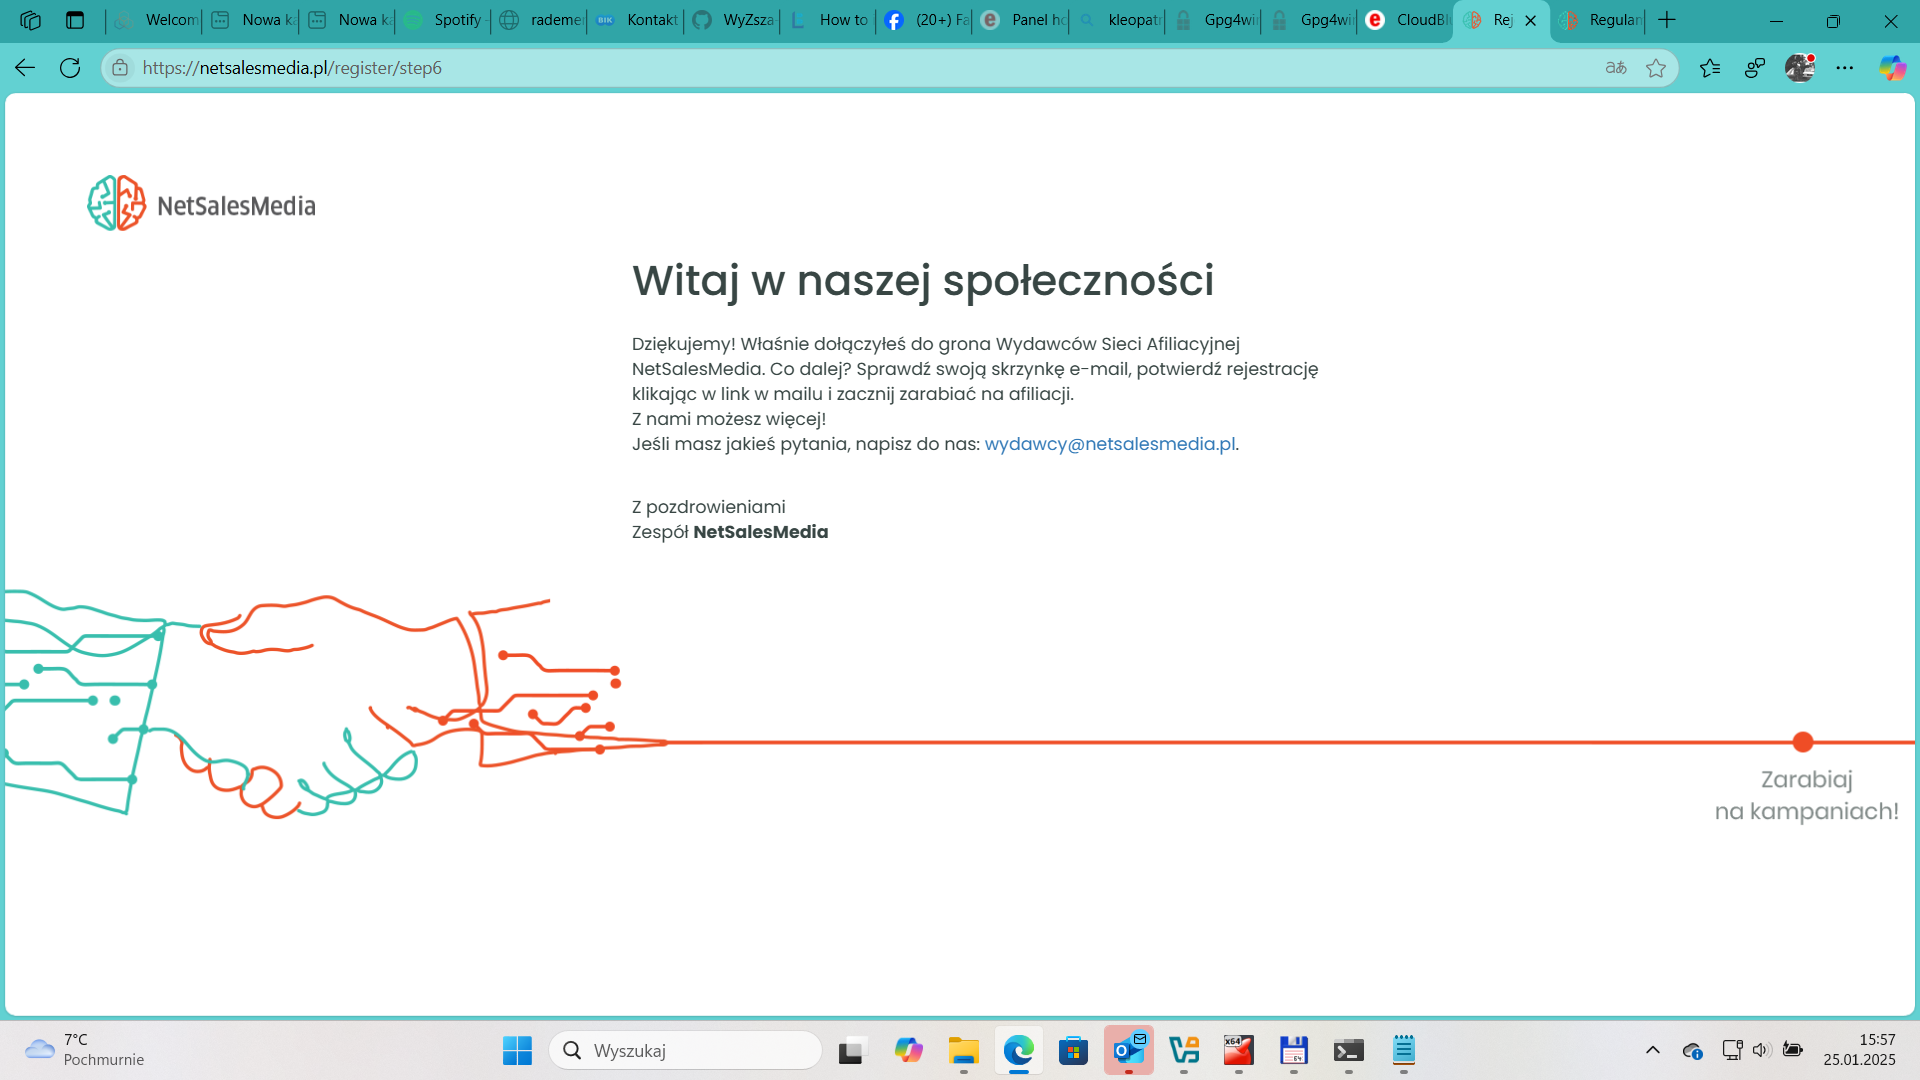 Welcom
Nowa ka
Nowa ka
Spotify -
rademe
Kontakt
WyZsza
How to
(20+) Fa
Panel ho
kleopatr
Gpg4wi
Gpg4wi
CloudBl
Rej
Regulan
https://netsalesmedia.pl/register/step6
NetSalesMedia
Witaj w naszej społeczności
Dziękujemy! Właśnie dołączyłeś do grona Wydawców Sieci Afiliacyjnej
NetSalesMedia. Co dalej? Sprawdź swoją skrzynkę e-mail, potwierdź rejestrację
klikając w link w mailu i zacznij zarabiać na afiliacji.
Z nami możesz więcej!
Jeśli masz jakieś pytania, napisz do nas: wydawcy@netsalesmedia.pl.
Z pozdrowieniami
Zespół NetSalesMedia
Zarabiaj
na kampaniach!
7°C
Pochmurnie
Wyszukaj
15:57
25.01.2025